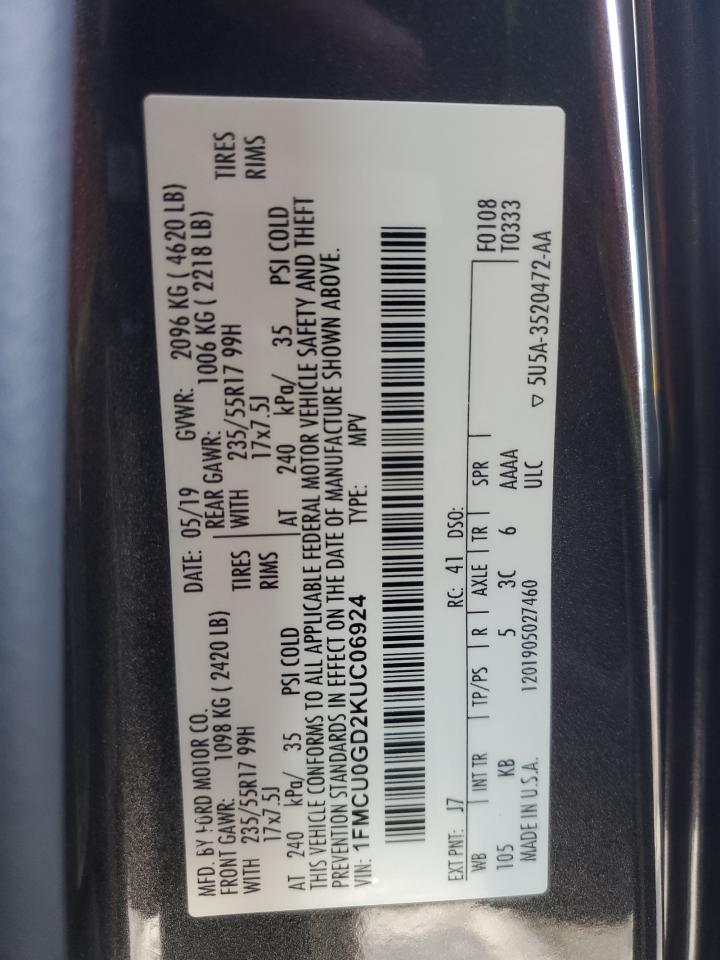 MFD. BY FORD MOTOR CO. DATE: 05/19 GVWR: 2096 KG ( 4620 LB)
FRONT GAWR: 1098 KG ( 2420 LB) REAR GAWR: 1006 KG ( 2218 LB)
WITH 235/55R17 99H TIRES WITH 235/55R17 99H TIRES
17x7.5J RIMS 17x7.5J RIMS
AT 240 kPa/ 35 PSI COLD AT 240 kPa/ 35 PSI COLD
THIS VEHICLE CONFORMS TO ALL APPLICABLE FEDERAL MOTOR VEHICLE SAFETY AND THEFT
PREVENTION STANDARDS IN EFFECT ON THE DATE OF MANUFACTURE SHOWN ABOVE.
VIN: 1FMCU0GD2KUC06924 TYPE: MPV
EXT PNT: J7 RC: 41 DSO: F0108
WB INT TR TP/PS R AXLE TR SPR T0333
105 KB 5 3C 6 AAAA
MADE IN U.S.A. 1201905027460 ULC ▽ 5U5A-3520472-AA